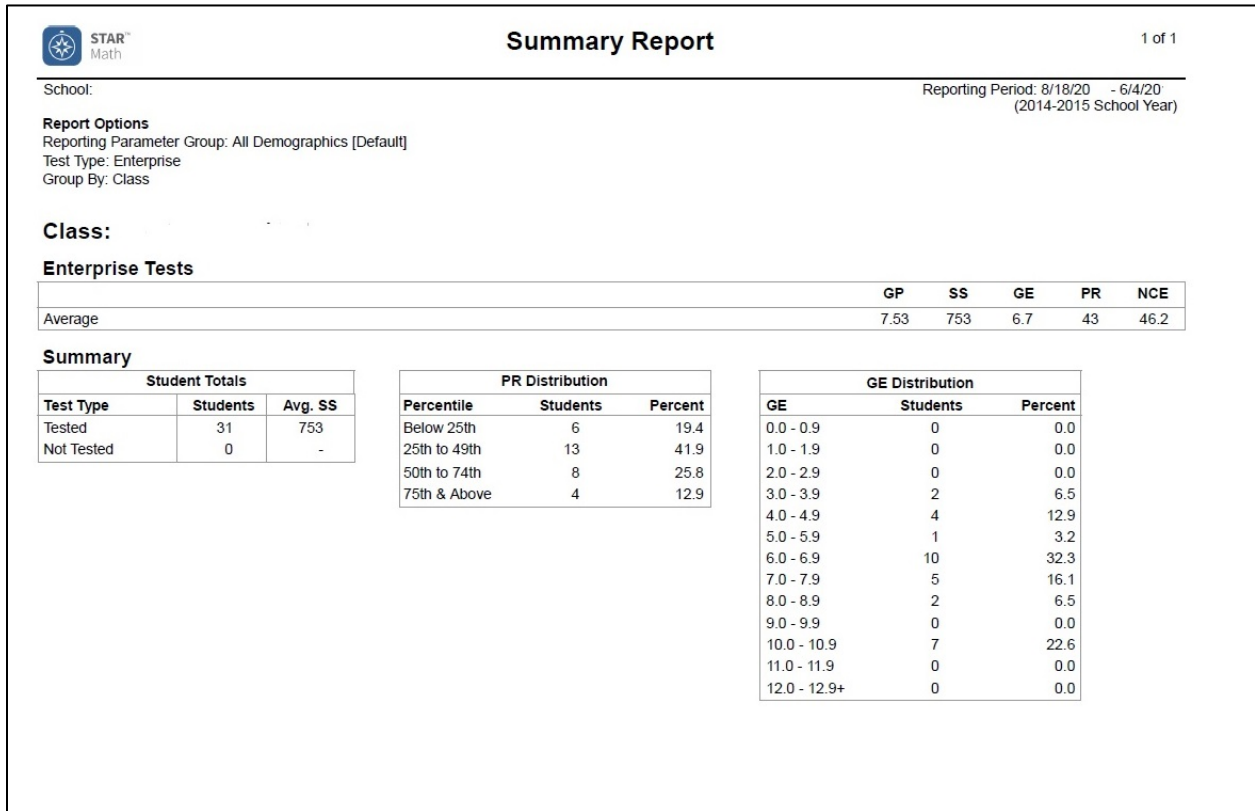 STAR™
Math
Summary Report
1 of 1
School:
Reporting Period: 8/18/20 - 6/4/20
(2014-2015 School Year)
Report Options
Reporting Parameter Group: All Demographics [Default]
Test Type: Enterprise
Group By: Class
Class:
Enterprise Tests
GP SS GE PR NCE
Average 7.53 753 6.7 43 46.2
Summary
Student Totals
Test Type Students Avg. SS
Tested 31 753
Not Tested 0 -
PR Distribution
Percentile Students Percent
Below 25th 6 19.4
25th to 49th 13 41.9
50th to 74th 8 25.8
75th & Above 4 12.9
GE Distribution
GE Students Percent
0.0 - 0.9 0 0.0
1.0 - 1.9 0 0.0
2.0 - 2.9 0 0.0
3.0 - 3.9 2 6.5
4.0 - 4.9 4 12.9
5.0 - 5.9 1 3.2
6.0 - 6.9 10 32.3
7.0 - 7.9 5 16.1
8.0 - 8.9 2 6.5
9.0 - 9.9 0 0.0
10.0 - 10.9 7 22.6
11.0 - 11.9 0 0.0
12.0 - 12.9+ 0 0.0